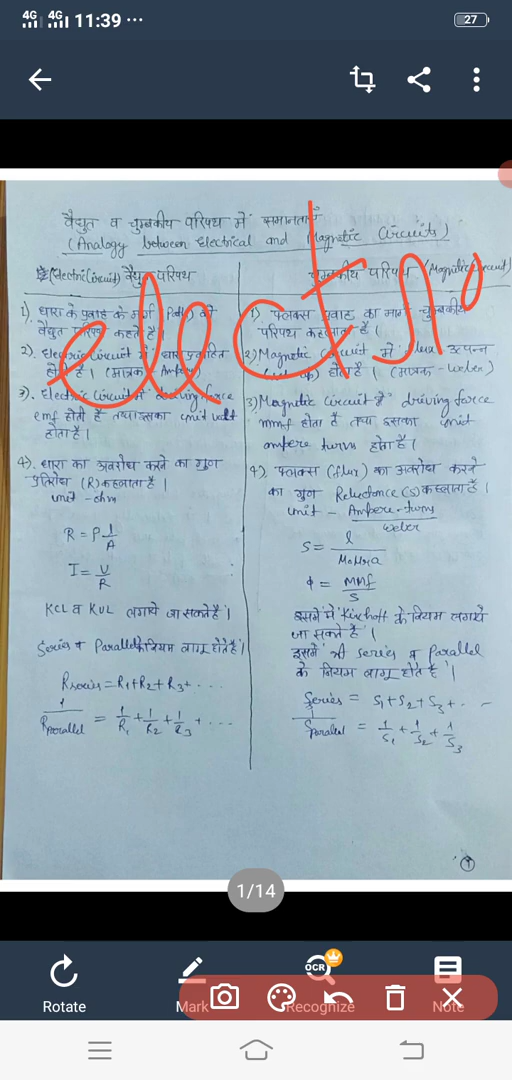 4G 4G 11:39 ... 27
वैद्युत व चुम्बकीय परिपथ में समानताएँ
(Analogy between Electrical and Magnetic Circuits)
(Electric Circuit) वैद्युत परिपथ
चुम्बकीय परिपथ (Magnetic Circuit)
1). धारा के प्रवाह के मार्ग (Path) को
वैद्युत परिपथ कहते है।
2). Electric Circuit में धारा प्रवाहित
होती है। (मात्रक - Ampere)
3). Electric Circuit में driving force
emf होती है तथा इसका unit volt
होता है।
4). धारा का अवरोध करने का गुण
प्रतिरोध (R) कहलाता है।
unit - ohm
R = P l/A
I = V/R
KCL व KVL लगाये जा सकते है।
Series व Parallel के नियम लागू होते है।
Rseries = R1+R2+R3+...
1/Rparallel = 1/R1 + 1/R2 + 1/R3 + ...
1). फ्लक्स प्रवाह का मार्ग चुम्बकीय
परिपथ कहलाता है।
2) Magnetic Circuit में flux उत्पन्न
होता है। (मात्रक - weber)
3) Magnetic Circuit में driving force
mmf होता है तथा इसका unit
ampere turn होता है।
4). फ्लक्स (flux) का अवरोध करने
का गुण Reluctance (S) कहलाता है।
unit - Ampere-turn/Weber
S = l/MoMra
ϕ = MMf/S
इसमें भी Kirchoff के नियम लगाये
जा सकते है।
इसमें भी series व Parallel
के नियम लागू होते है।
Series = S1+S2+S3+..
1/Sparallel = 1/S1 + 1/S2 + 1/S3
1
1/14
Rotate
Mark
OCR
Recognize
Note